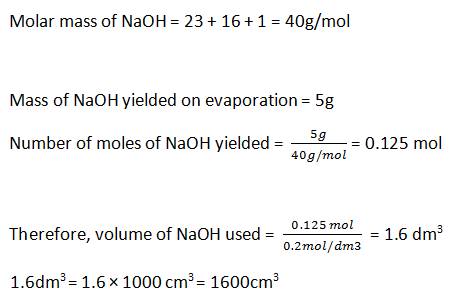 Molar mass of NaOH = 23 + 16 + 1 = 40g/mol
Mass of NaOH yielded on evaporation = 5g
Number of moles of NaOH yielded = 5g / 40g/mol = 0.125 mol
Therefore, volume of NaOH used = 0.125 mol / 0.2mol/dm3 = 1.6 dm³
1.6dm³ = 1.6 × 1000 cm³ = 1600cm³